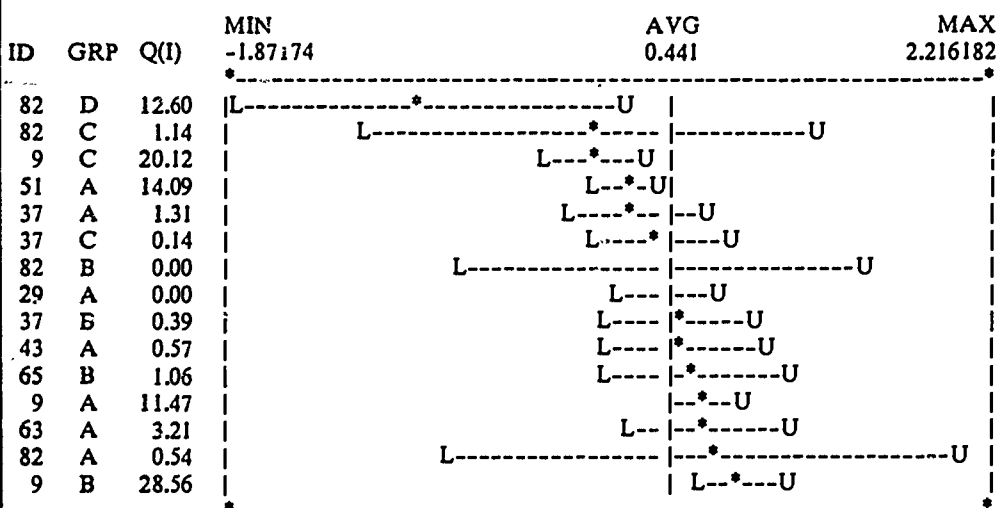 MIN AVG MAX
ID GRP Q(I) -1.87174 0.441 2.216182
*------------------------------------------------------------*
82 D 12.60 |L--------------*----------------U | |
82 C 1.14 | L------------------*----- |-----------U |
9 C 20.12 | L---*---U | |
51 A 14.09 | L--*-U| |
37 A 1.31 | L----*-- |--U |
37 C 0.14 | L----* |----U |
82 B 0.00 | L---------------- |---------------U |
29 A 0.00 | L--- |---U |
37 B 0.39 | L---- |*-----U |
43 A 0.57 | L---- |*------U |
65 B 1.06 | L---- |-*-------U |
9 A 11.47 | |--*--U |
63 A 3.21 | L-- |--*------U |
82 A 0.54 | L----------------- |---*-------------------U |
9 B 28.56 | | L--*---U |
* *